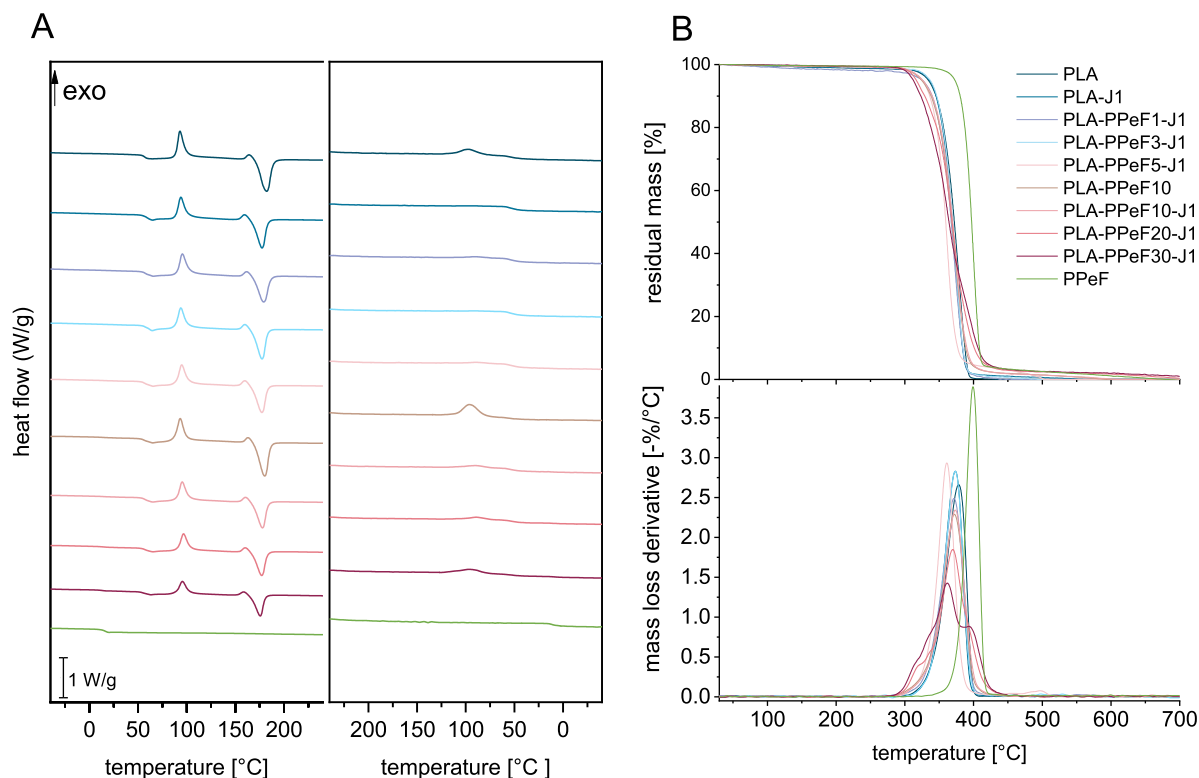 A
exo
heat flow (W/g)
1 W/g
0 50 100 150 200
temperature [°C]
200 150 100 50 0
temperature [°C ]
B
100
80
60
40
20
0
residual mass [%]
PLA
PLA-J1
PLA-PPeF1-J1
PLA-PPeF3-J1
PLA-PPeF5-J1
PLA-PPeF10
PLA-PPeF10-J1
PLA-PPeF20-J1
PLA-PPeF30-J1
PPeF
3.5
3.0
2.5
2.0
1.5
1.0
0.5
0.0
mass loss derivative [-%/°C]
100 200 300 400 500 600 700
temperature [°C]